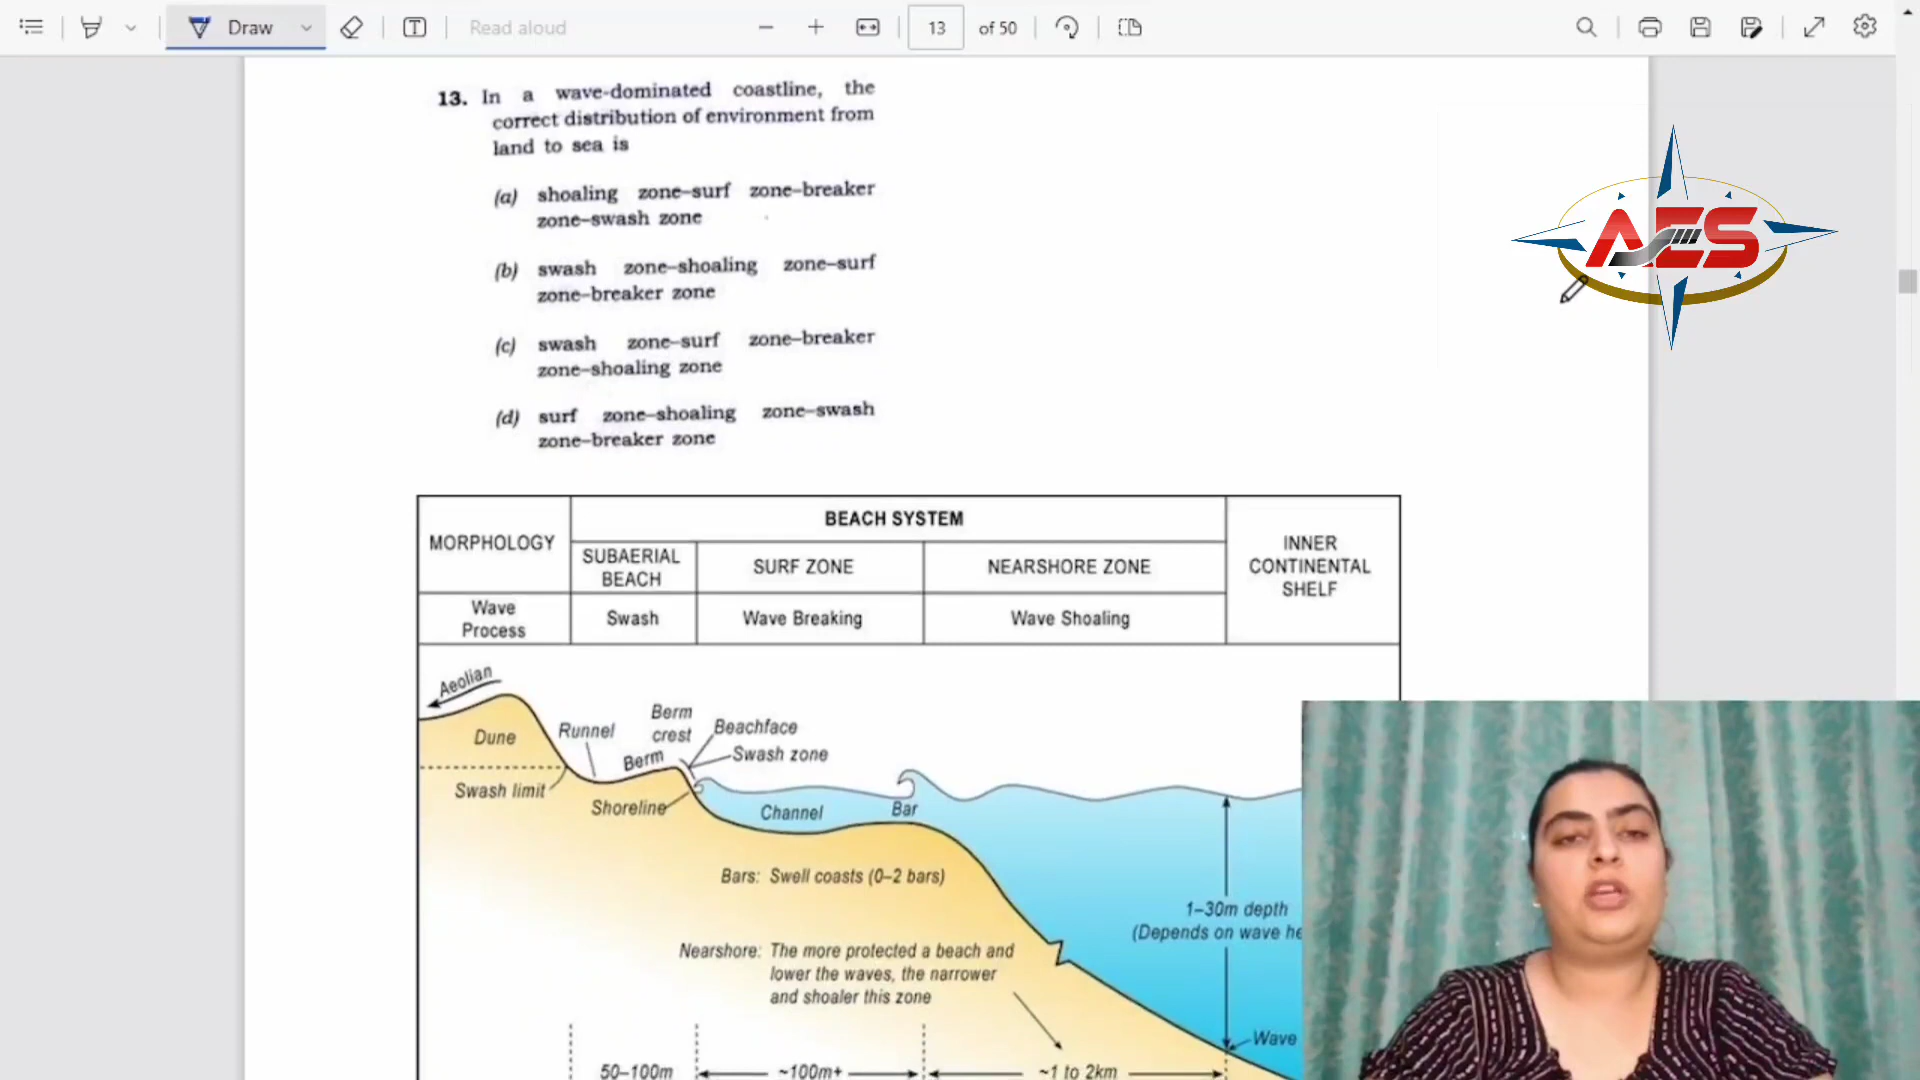 Draw
Read aloud
13
of 50
13. In a wave-dominated coastline, the
correct distribution of environment from
land to sea is
(a) shoaling zone–surf zone–breaker
zone–swash zone
(b) swash zone–shoaling zone–surf
zone–breaker zone
(c) swash zone–surf zone–breaker
zone–shoaling zone
(d) surf zone–shoaling zone–swash
zone–breaker zone
AES
BEACH SYSTEM
MORPHOLOGY
SUBAERIAL
BEACH
SURF ZONE
NEARSHORE ZONE
INNER
CONTINENTAL
SHELF
Wave
Process
Swash
Wave Breaking
Wave Shoaling
Aeolian
Dune
Runnel
Berm
crest
Beachface
Swash zone
Berm
Swash limit
Shoreline
Channel
Bar
Bars: Swell coasts (0–2 bars)
1–30m depth
(Depends on wave he
Nearshore: The more protected a beach and
lower the waves, the narrower
and shoaler this zone
Wave
50–100m
~100m+
~1 to 2km